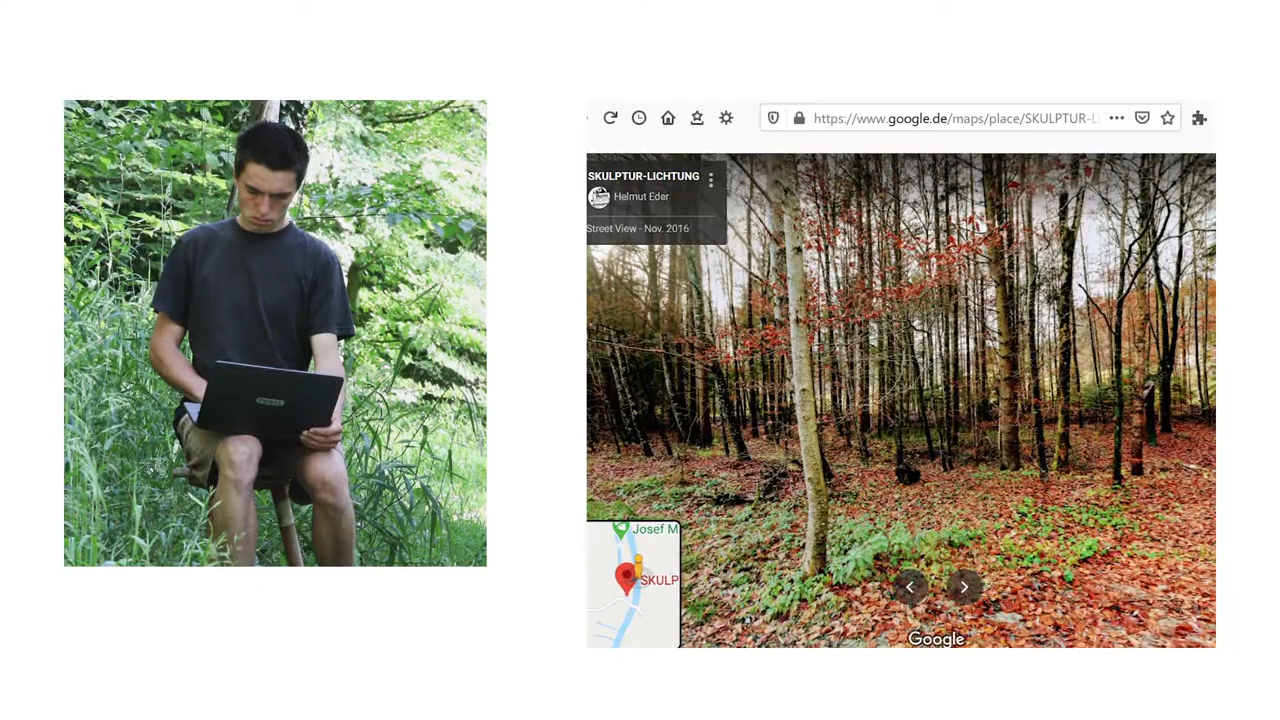 https://www.google.de/maps/place/SKULPTUR-L
SKULPTUR-LICHTUNG
Helmut Eder
Street View - Nov. 2016
Josef M
SKULP
Google